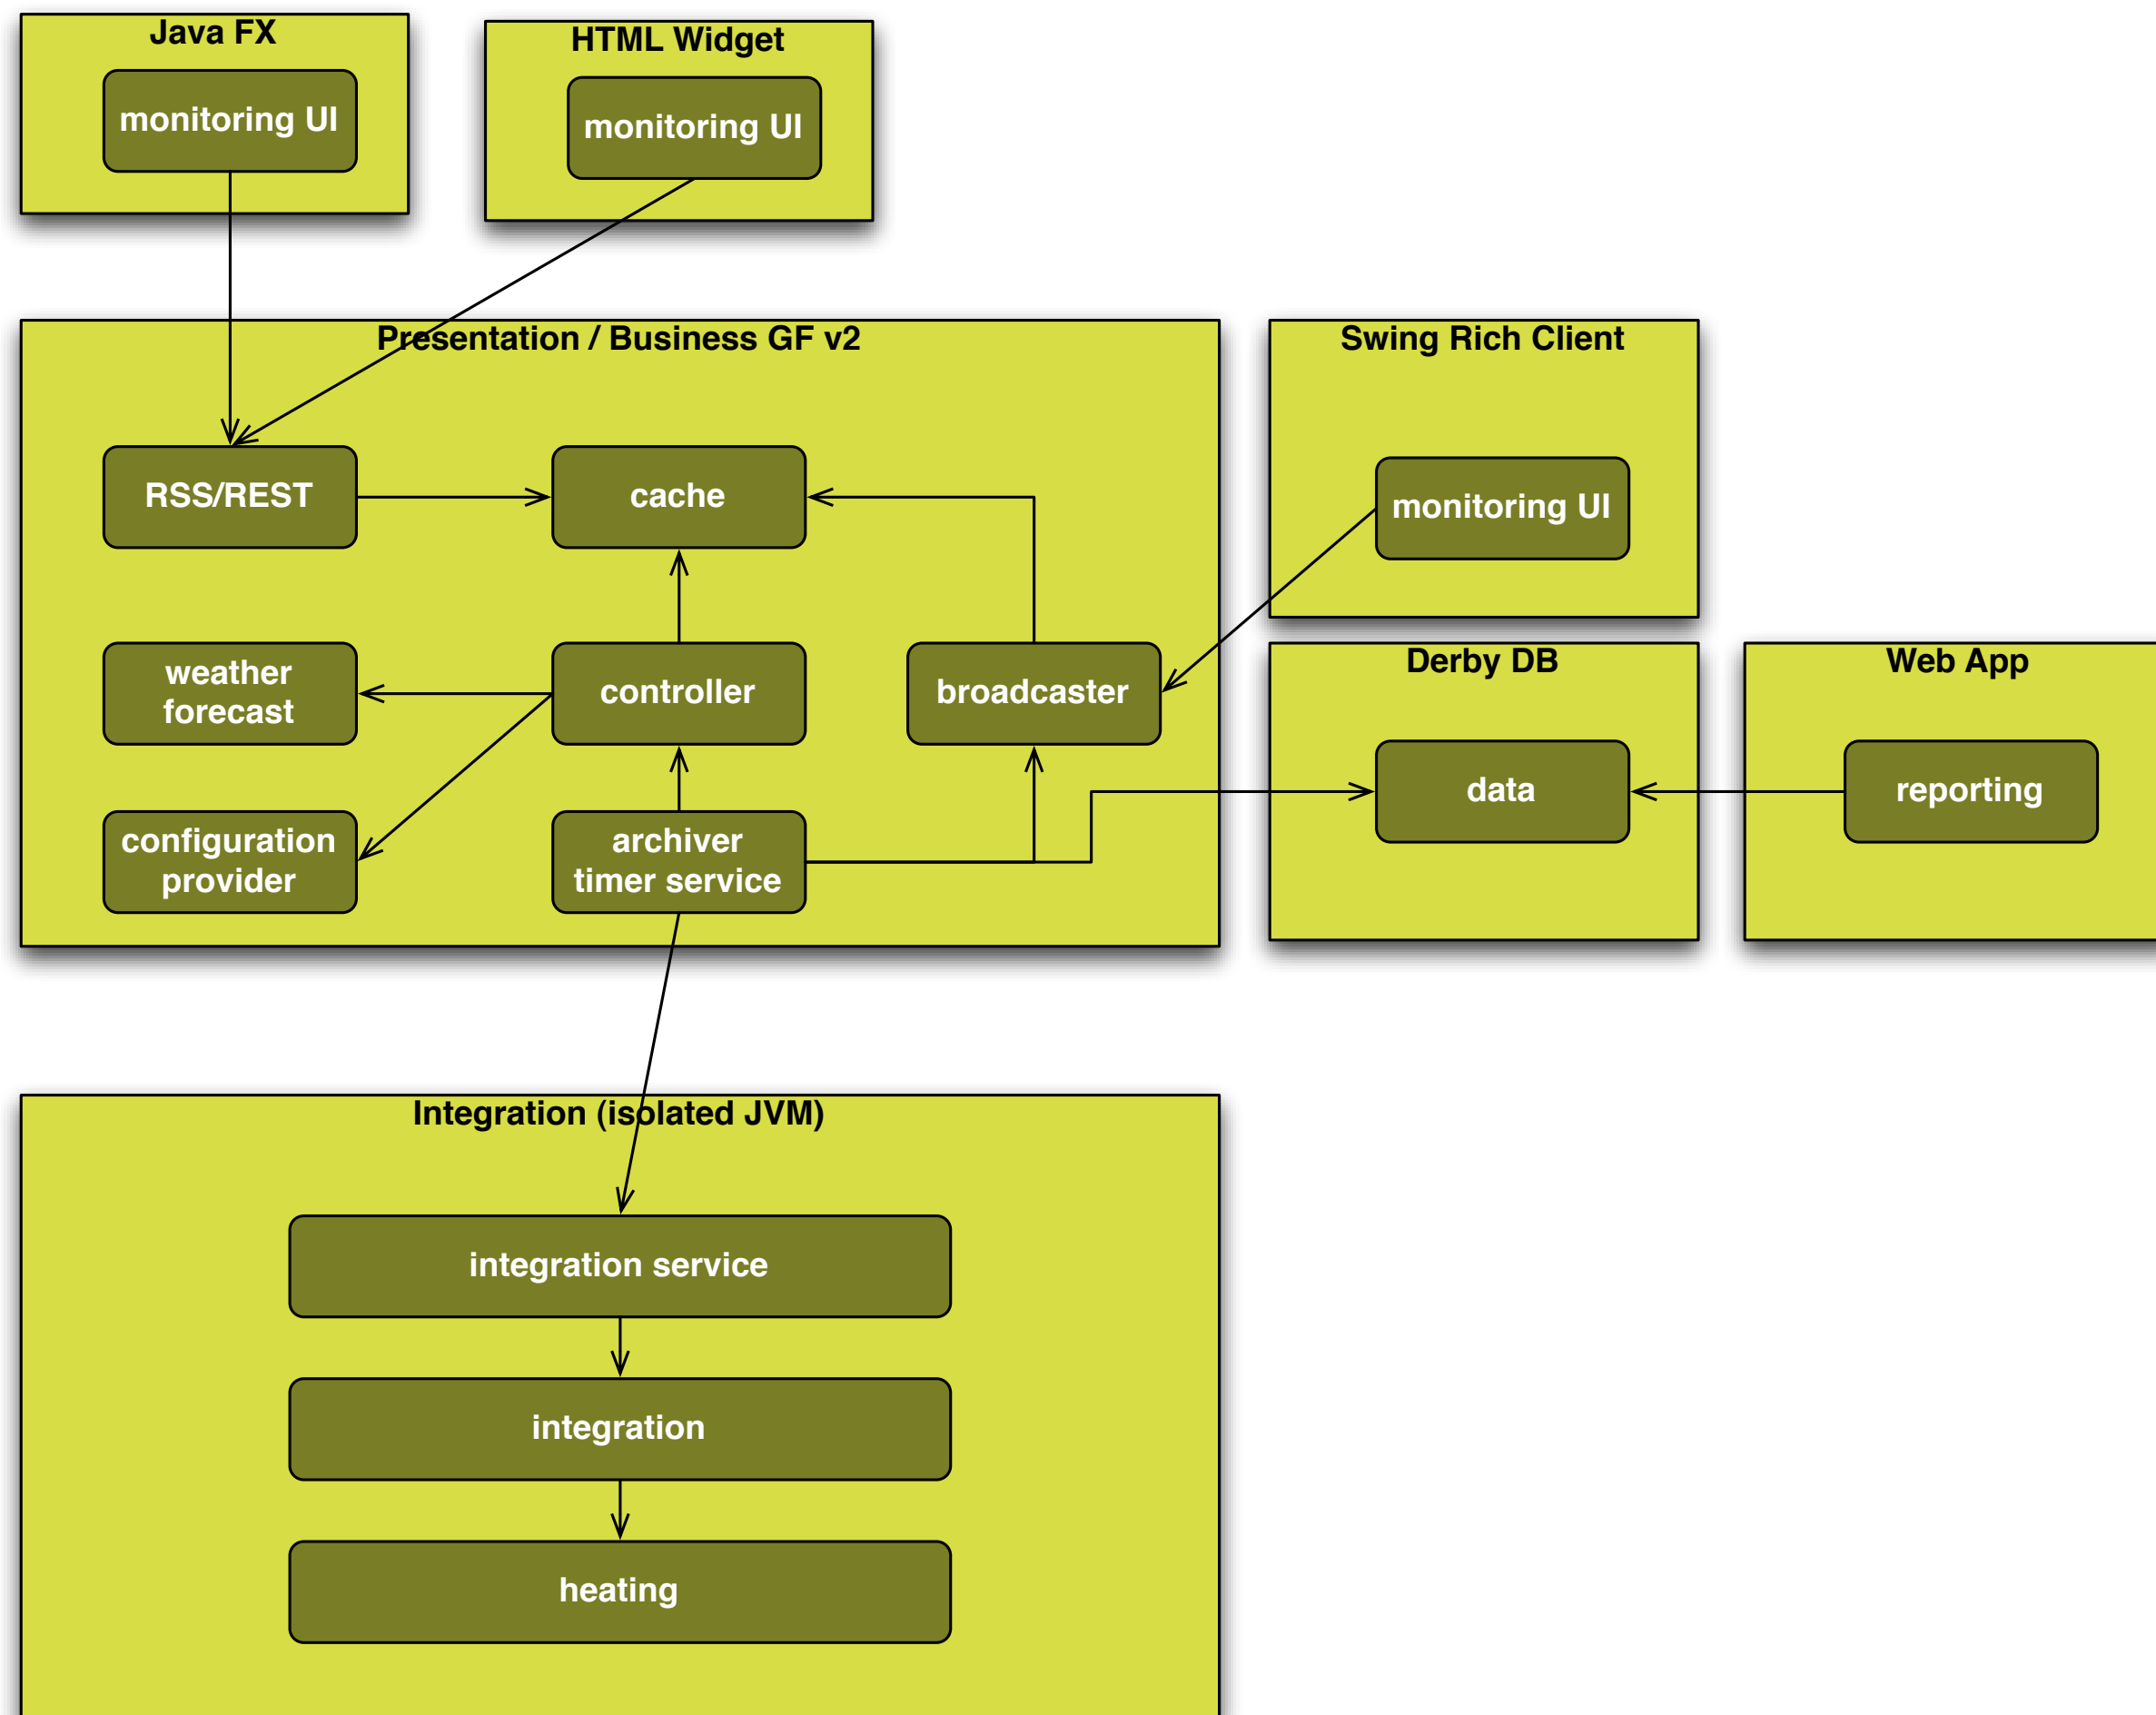 Java FX
monitoring UI
HTML Widget
monitoring UI
Presentation / Business GF v2
RSS/REST
cache
weather
forecast
controller
broadcaster
configuration
provider
archiver
timer service
Swing Rich Client
monitoring UI
Derby DB
data
Web App
reporting
Integration (isolated JVM)
integration service
integration
heating